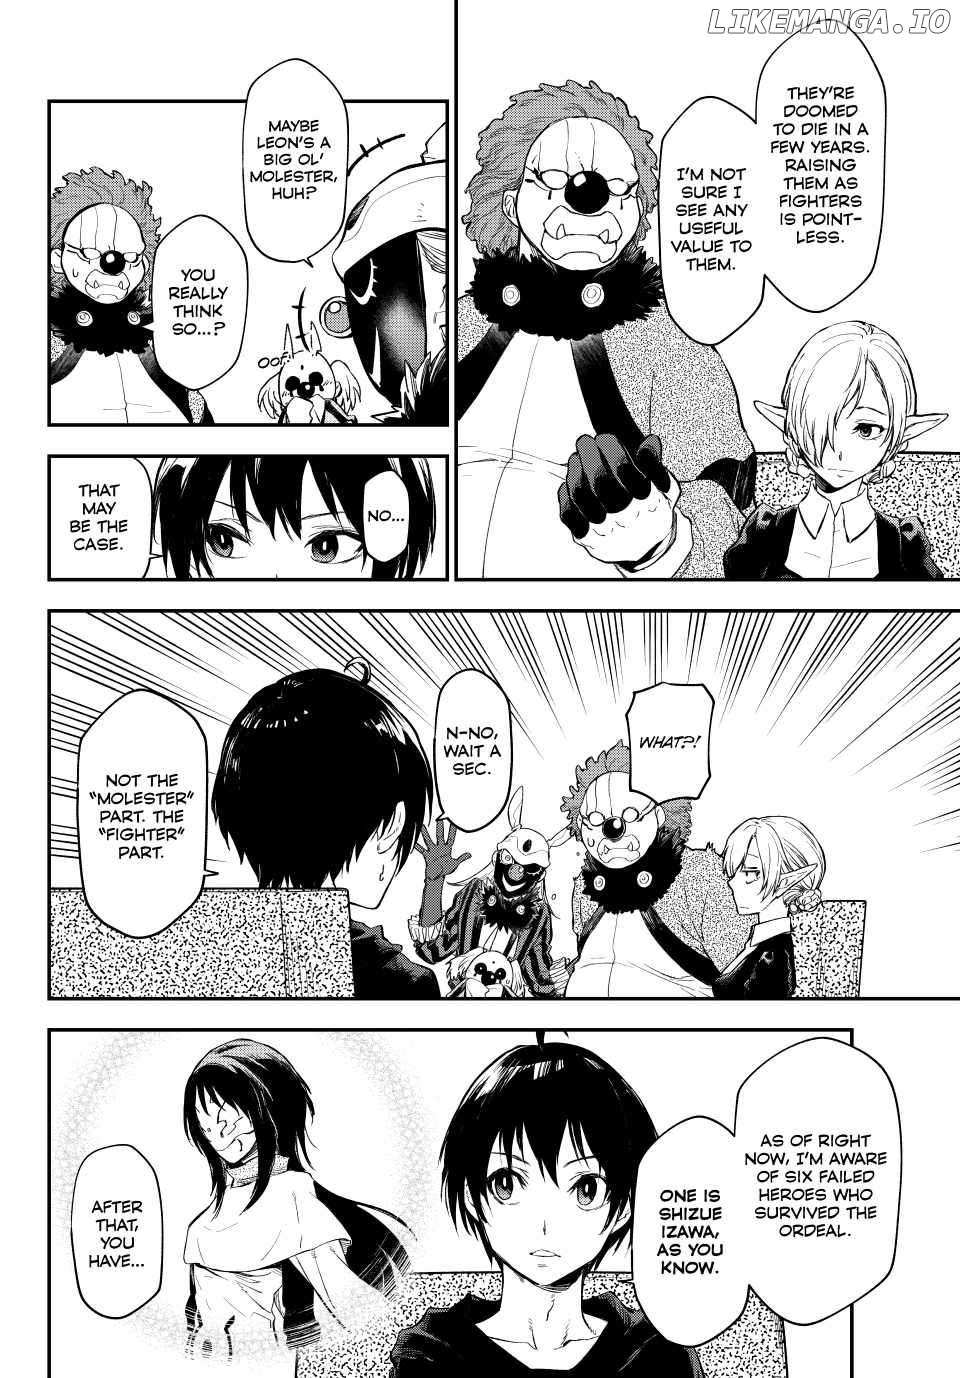 LIKEMANGA.IO
THEY'RE
DOOMED
TO DIE IN A
FEW YEARS.
RAISING
THEM AS
FIGHTERS
IS POINT-
LESS.
I'M NOT
SURE I
SEE ANY
USEFUL
VALUE TO
THEM.
MAYBE
LEON'S A
BIG OL'
MOLESTER,
HUH?
YOU
REALLY
THINK
SO...?
OOF
NO...
THAT
MAY
BE THE
CASE.
WHAT?!
N-NO,
WAIT A
SEC.
NOT THE
"MOLESTER"
PART. THE
"FIGHTER"
PART.
AS OF RIGHT
NOW, I'M AWARE
OF SIX FAILED
HEROES WHO
SURVIVED THE
ORDEAL.
ONE IS
SHIZUE
IZAWA,
AS YOU
KNOW.
AFTER
THAT,
YOU
HAVE...